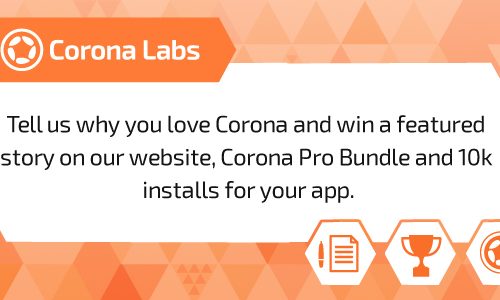 Corona Labs
Tell us why you love Corona and win a featured
story on our website, Corona Pro Bundle and 10k
installs for your app.